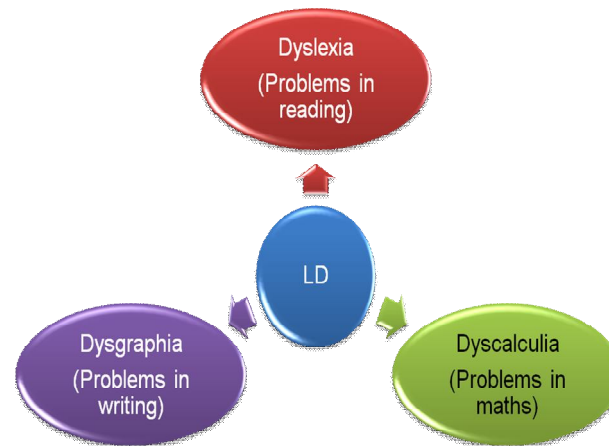 Dyslexia
(Problems in
reading)
LD
Dysgraphia
(Problems in
writing)
Dyscalculia
(Problems in
maths)